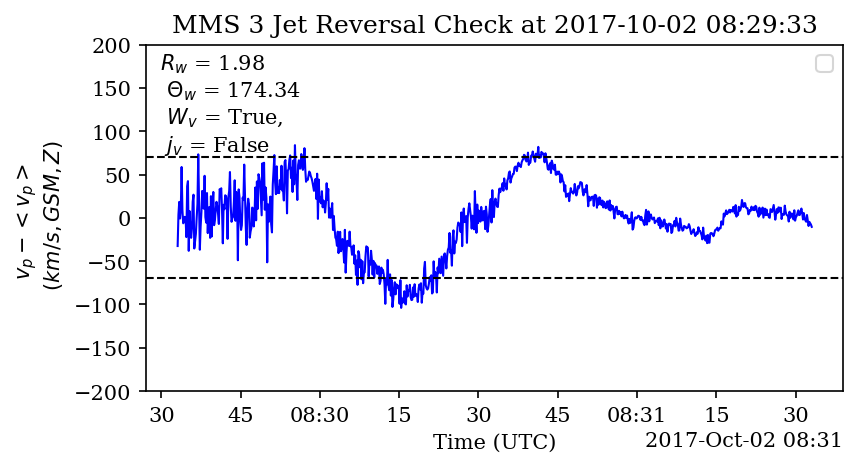 MMS 3 Jet Reversal Check at 2017-10-02 08:29:33
200
150
100
50
0
−50
−100
−150
−200
v_p − <v_p>
(km/s, GSM, Z)
R_w = 1.98
Θ_w = 174.34
W_v = True,
j_v = False
30 45 08:30 15 30 45 08:31 15 30
Time (UTC)
2017-Oct-02 08:31